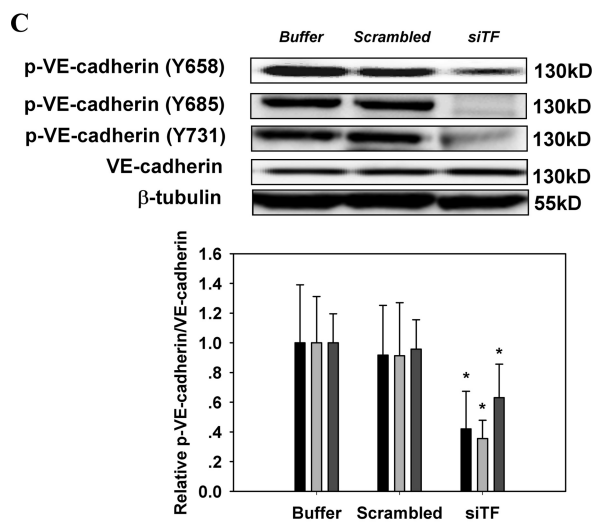 C
Buffer Scrambled siTF
p-VE-cadherin (Y658) 130kD
p-VE-cadherin (Y685) 130kD
p-VE-cadherin (Y731) 130kD
VE-cadherin 130kD
β-tubulin 55kD
Relative p-VE-cadherin/VE-cadherin
1.6
1.4
1.2
1.0
.8
.6
.4
.2
0.0
* * *
Buffer Scrambled siTF